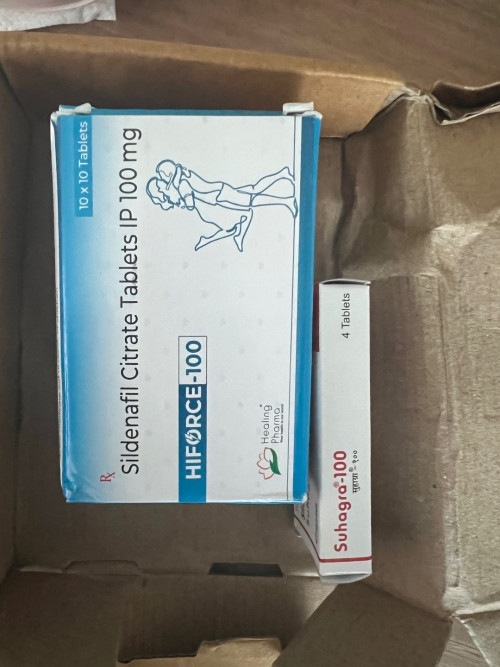 10 x 10 Tablets
Rx
Sildenafil Citrate Tablets IP 100 mg
HIFORCE-100
Healing
Pharma
4 Tablets
Suhagra®-100
सुहाग्रा®-१००